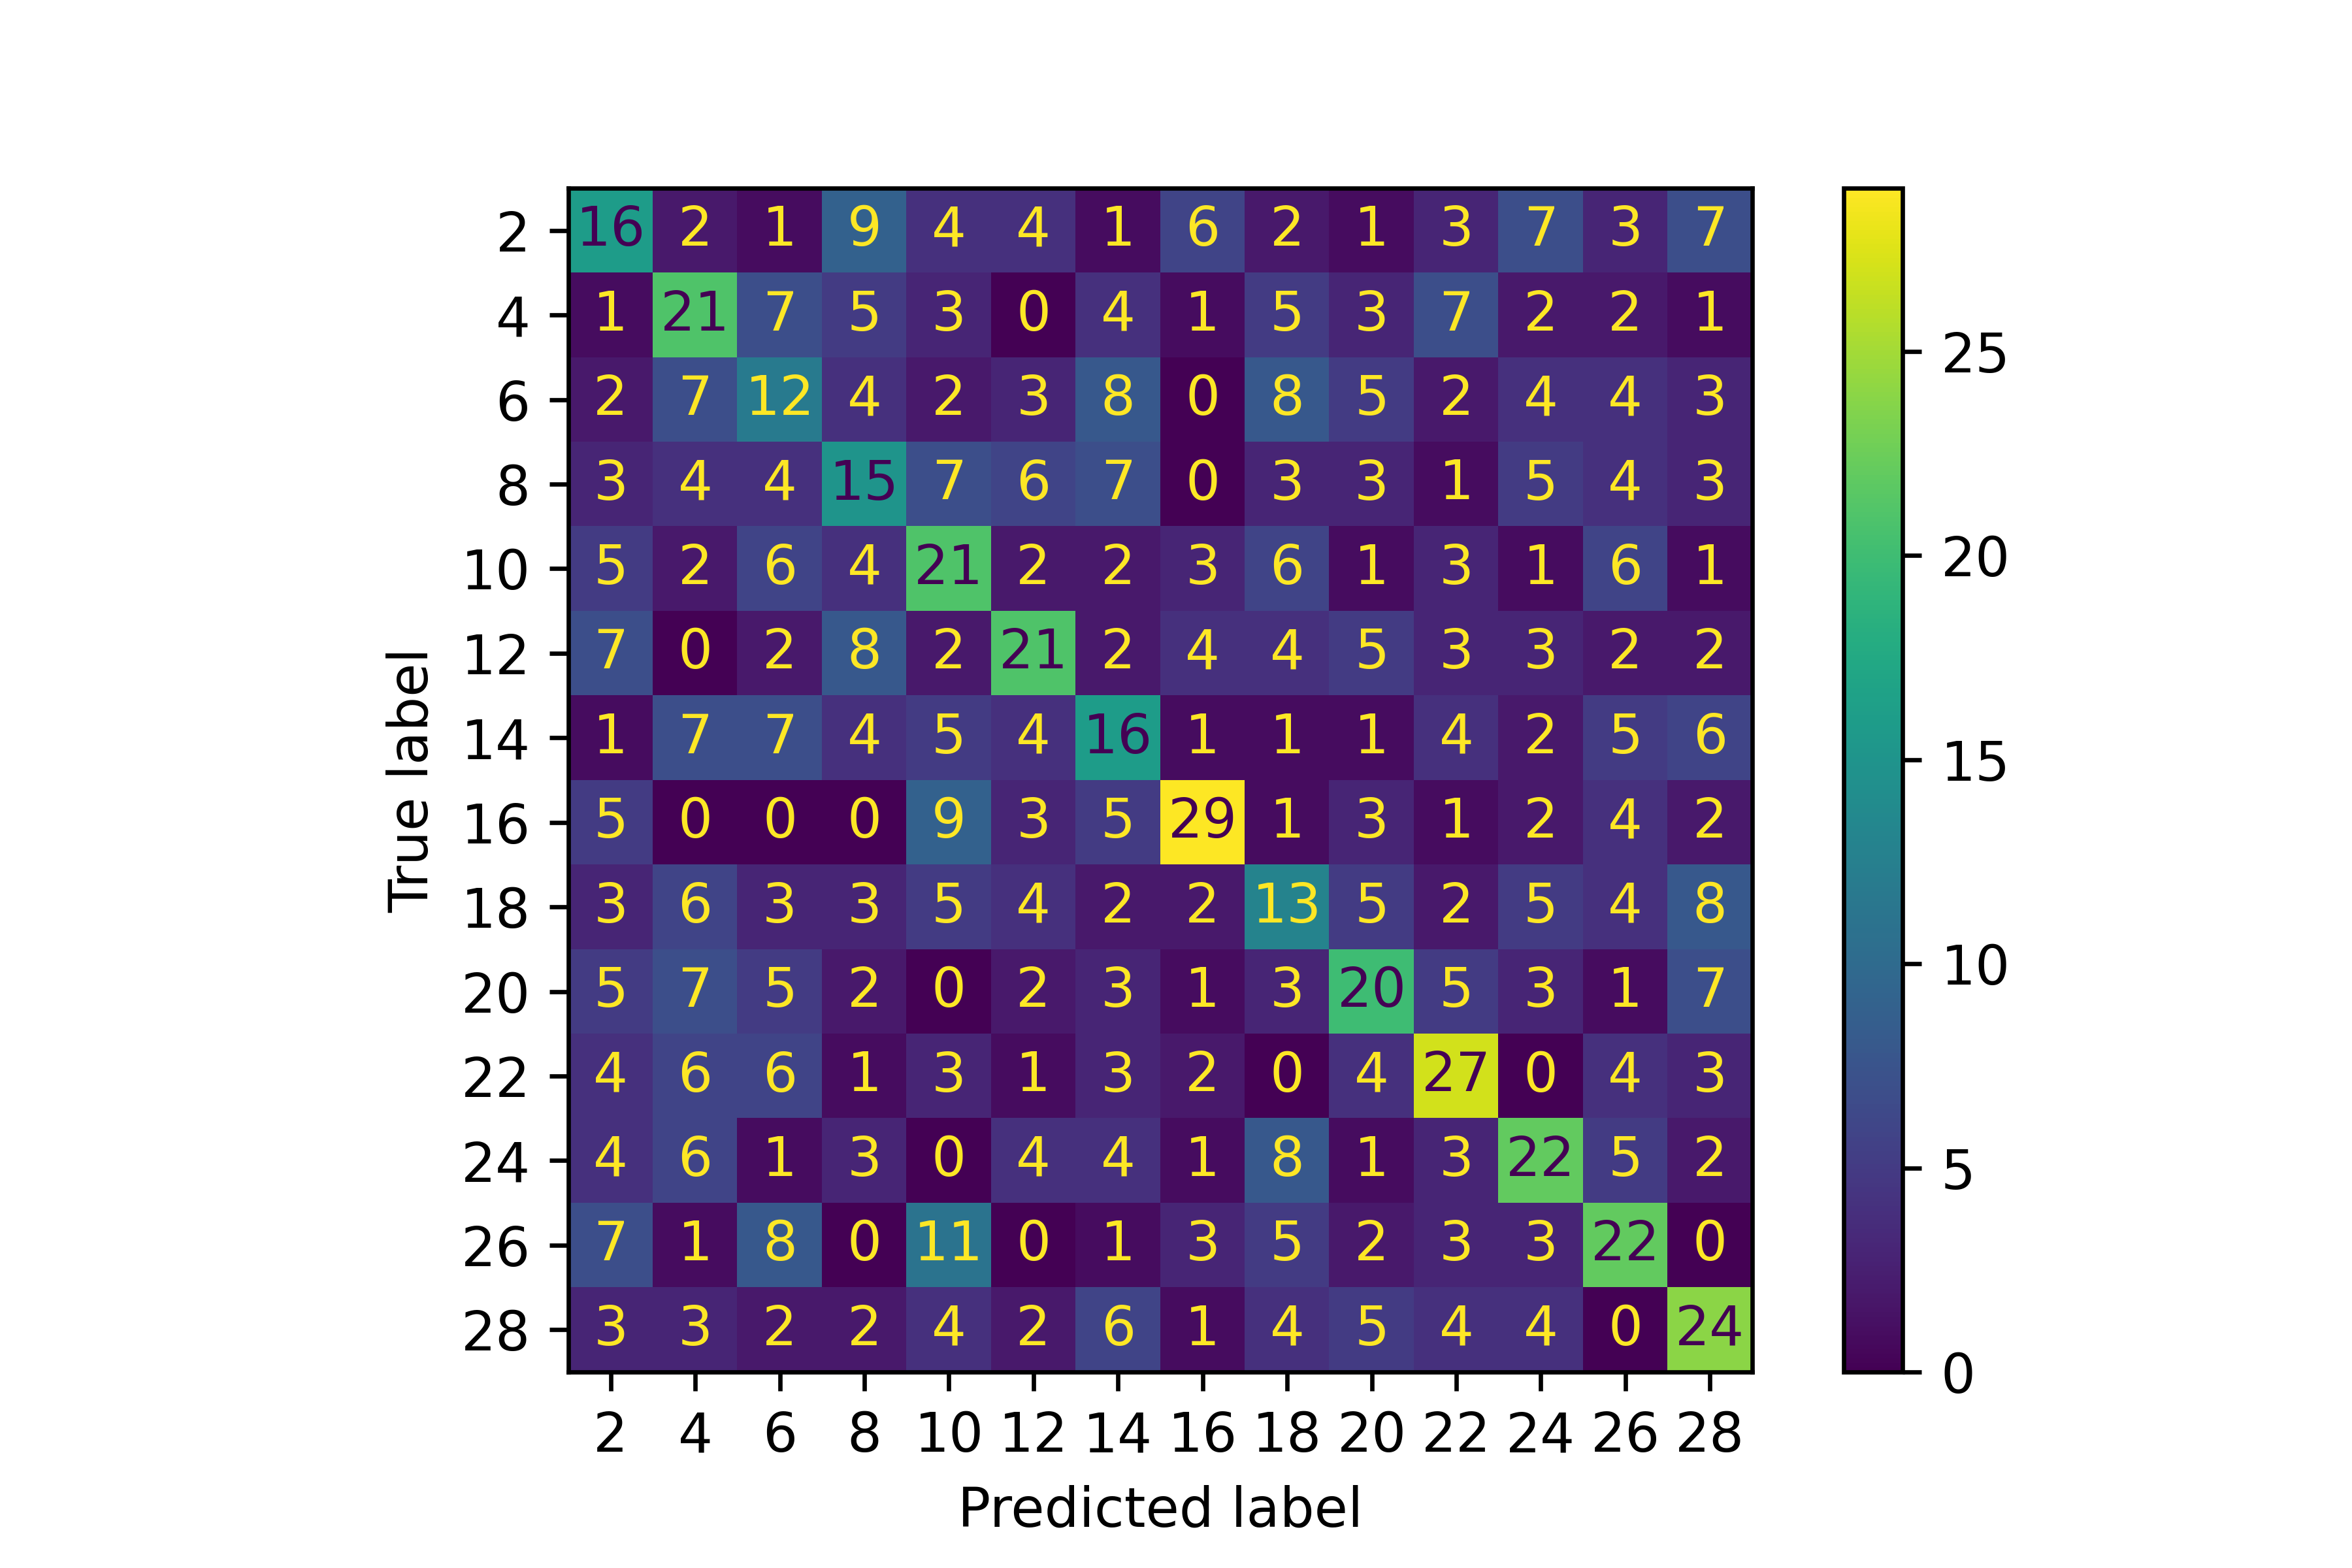 2 16 2 1 9 4 4 1 6 2 1 3 7 3 7
4 1 21 7 5 3 0 4 1 5 3 7 2 2 1
6 2 7 12 4 2 3 8 0 8 5 2 4 4 3
8 3 4 4 15 7 6 7 0 3 3 1 5 4 3
10 5 2 6 4 21 2 2 3 6 1 3 1 6 1
12 7 0 2 8 2 21 2 4 4 5 3 3 2 2
14 1 7 7 4 5 4 16 1 1 1 4 2 5 6
16 5 0 0 0 9 3 5 29 1 3 1 2 4 2
18 3 6 3 3 5 4 2 2 13 5 2 5 4 8
20 5 7 5 2 0 2 3 1 3 20 5 3 1 7
22 4 6 6 1 3 1 3 2 0 4 27 0 4 3
24 4 6 1 3 0 4 4 1 8 1 3 22 5 2
26 7 1 8 0 11 0 1 3 5 2 3 3 22 0
28 3 3 2 2 4 2 6 1 4 5 4 4 0 24
2 4 6 8 10 12 14 16 18 20 22 24 26 28
Predicted label
True label
25
20
15
10
5
0